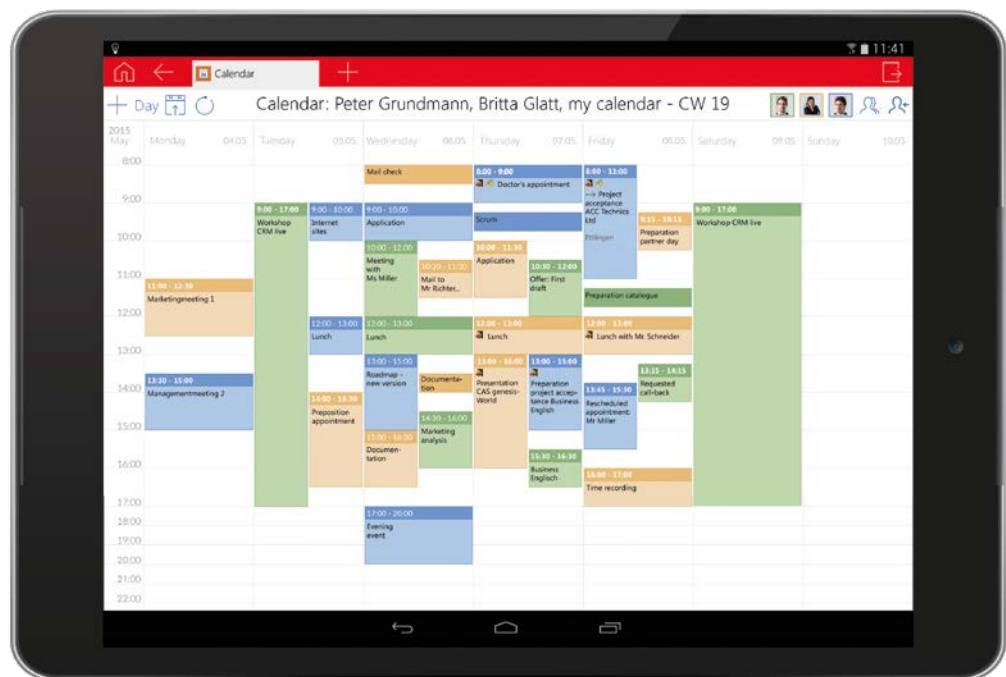 11:41
Calendar
Day
Calendar: Peter Grundmann, Britta Glatt, my calendar - CW 19
2015
May
Monday 04.05.
Tuesday 05.05.
Wednesday 06.05.
Thursday 07.05.
Friday 08.05.
Saturday 09.05.
Sunday 10.05.
8:00
9:00
10:00
11:00
12:00
13:00
14:00
15:00
16:00
17:00
18:00
19:00
20:00
21:00
22:00
11:00 - 12:30
Marketingmeeting 1
13:30 - 15:00
Managementmeeting 2
9:00 - 17:00
Workshop
CRM live
9:00 - 10:00
Internet
sites
12:00 - 13:00
Lunch
14:00 - 16:30
Preposition
appointment
Mail check
9:00 - 10:00
Application
10:00 - 12:00
Meeting
with
Ms Miller
10:30 - 11:30
Mail to
Mr Richter...
12:00 - 13:00
Lunch
13:00 - 15:00
Roadmap -
new version
Documenta-
tion
14:30 - 16:00
Marketing
analysis
15:00 - 16:30
Documen-
tation
17:00 - 20:00
Evening
event
8:00 - 9:00
Doctor's appointment
Scrum
10:00 - 11:30
Application
10:30 - 12:00
Offer: First
draft
12:00 - 13:00
Lunch
13:00 - 16:00
Presentation
CAS genesis-
World
13:00 - 15:00
Preparation
project accep-
tance Business
English
15:30 - 16:30
Business
Englisch
8:00 - 11:00
--> Project
acceptance
ACC Technics
Ltd
Ettlingen
9:15 - 10:15
Preparation
partner day
Preparation catalogue
12:00 - 13:00
Lunch with Mr. Schneider
13:15 - 14:15
Requested
call-back
13:45 - 15:30
Rescheduled
appointment:
Mr Miller
16:00 - 17:00
Time recording
9:00 - 17:00
Workshop CRM live